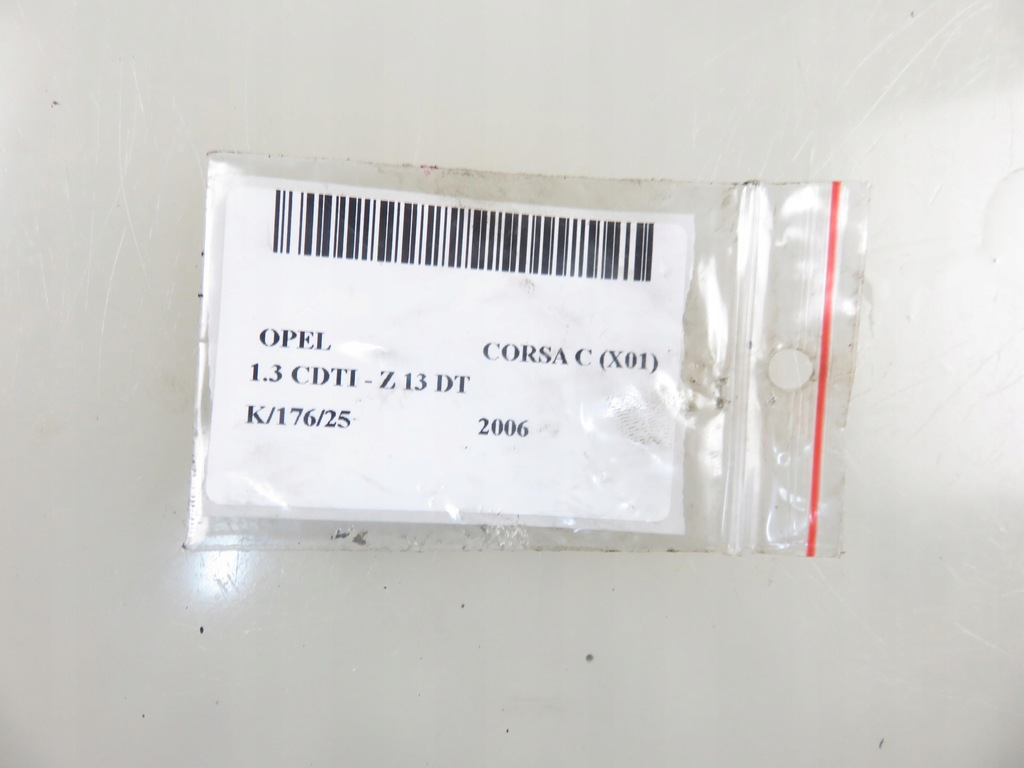 OPEL CORSA C (X01)
1.3 CDTI - Z 13 DT
K/176/25 2006